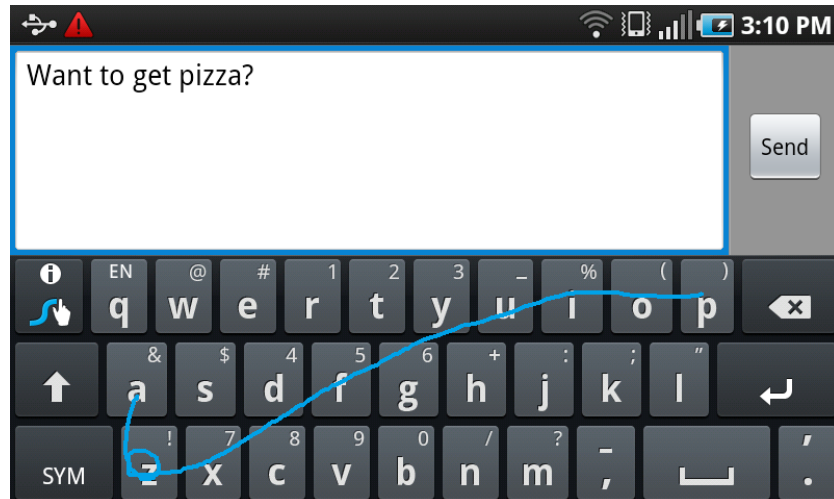 3:10 PM
Want to get pizza?
Send
EN @ # 1 2 3 _ % ( )
q w e r t y u i o p
& $ 4 5 6 + : ; "
a s d f g h j k l
! 7 8 9 0 / ? - '
SYM z x c v b n m , .